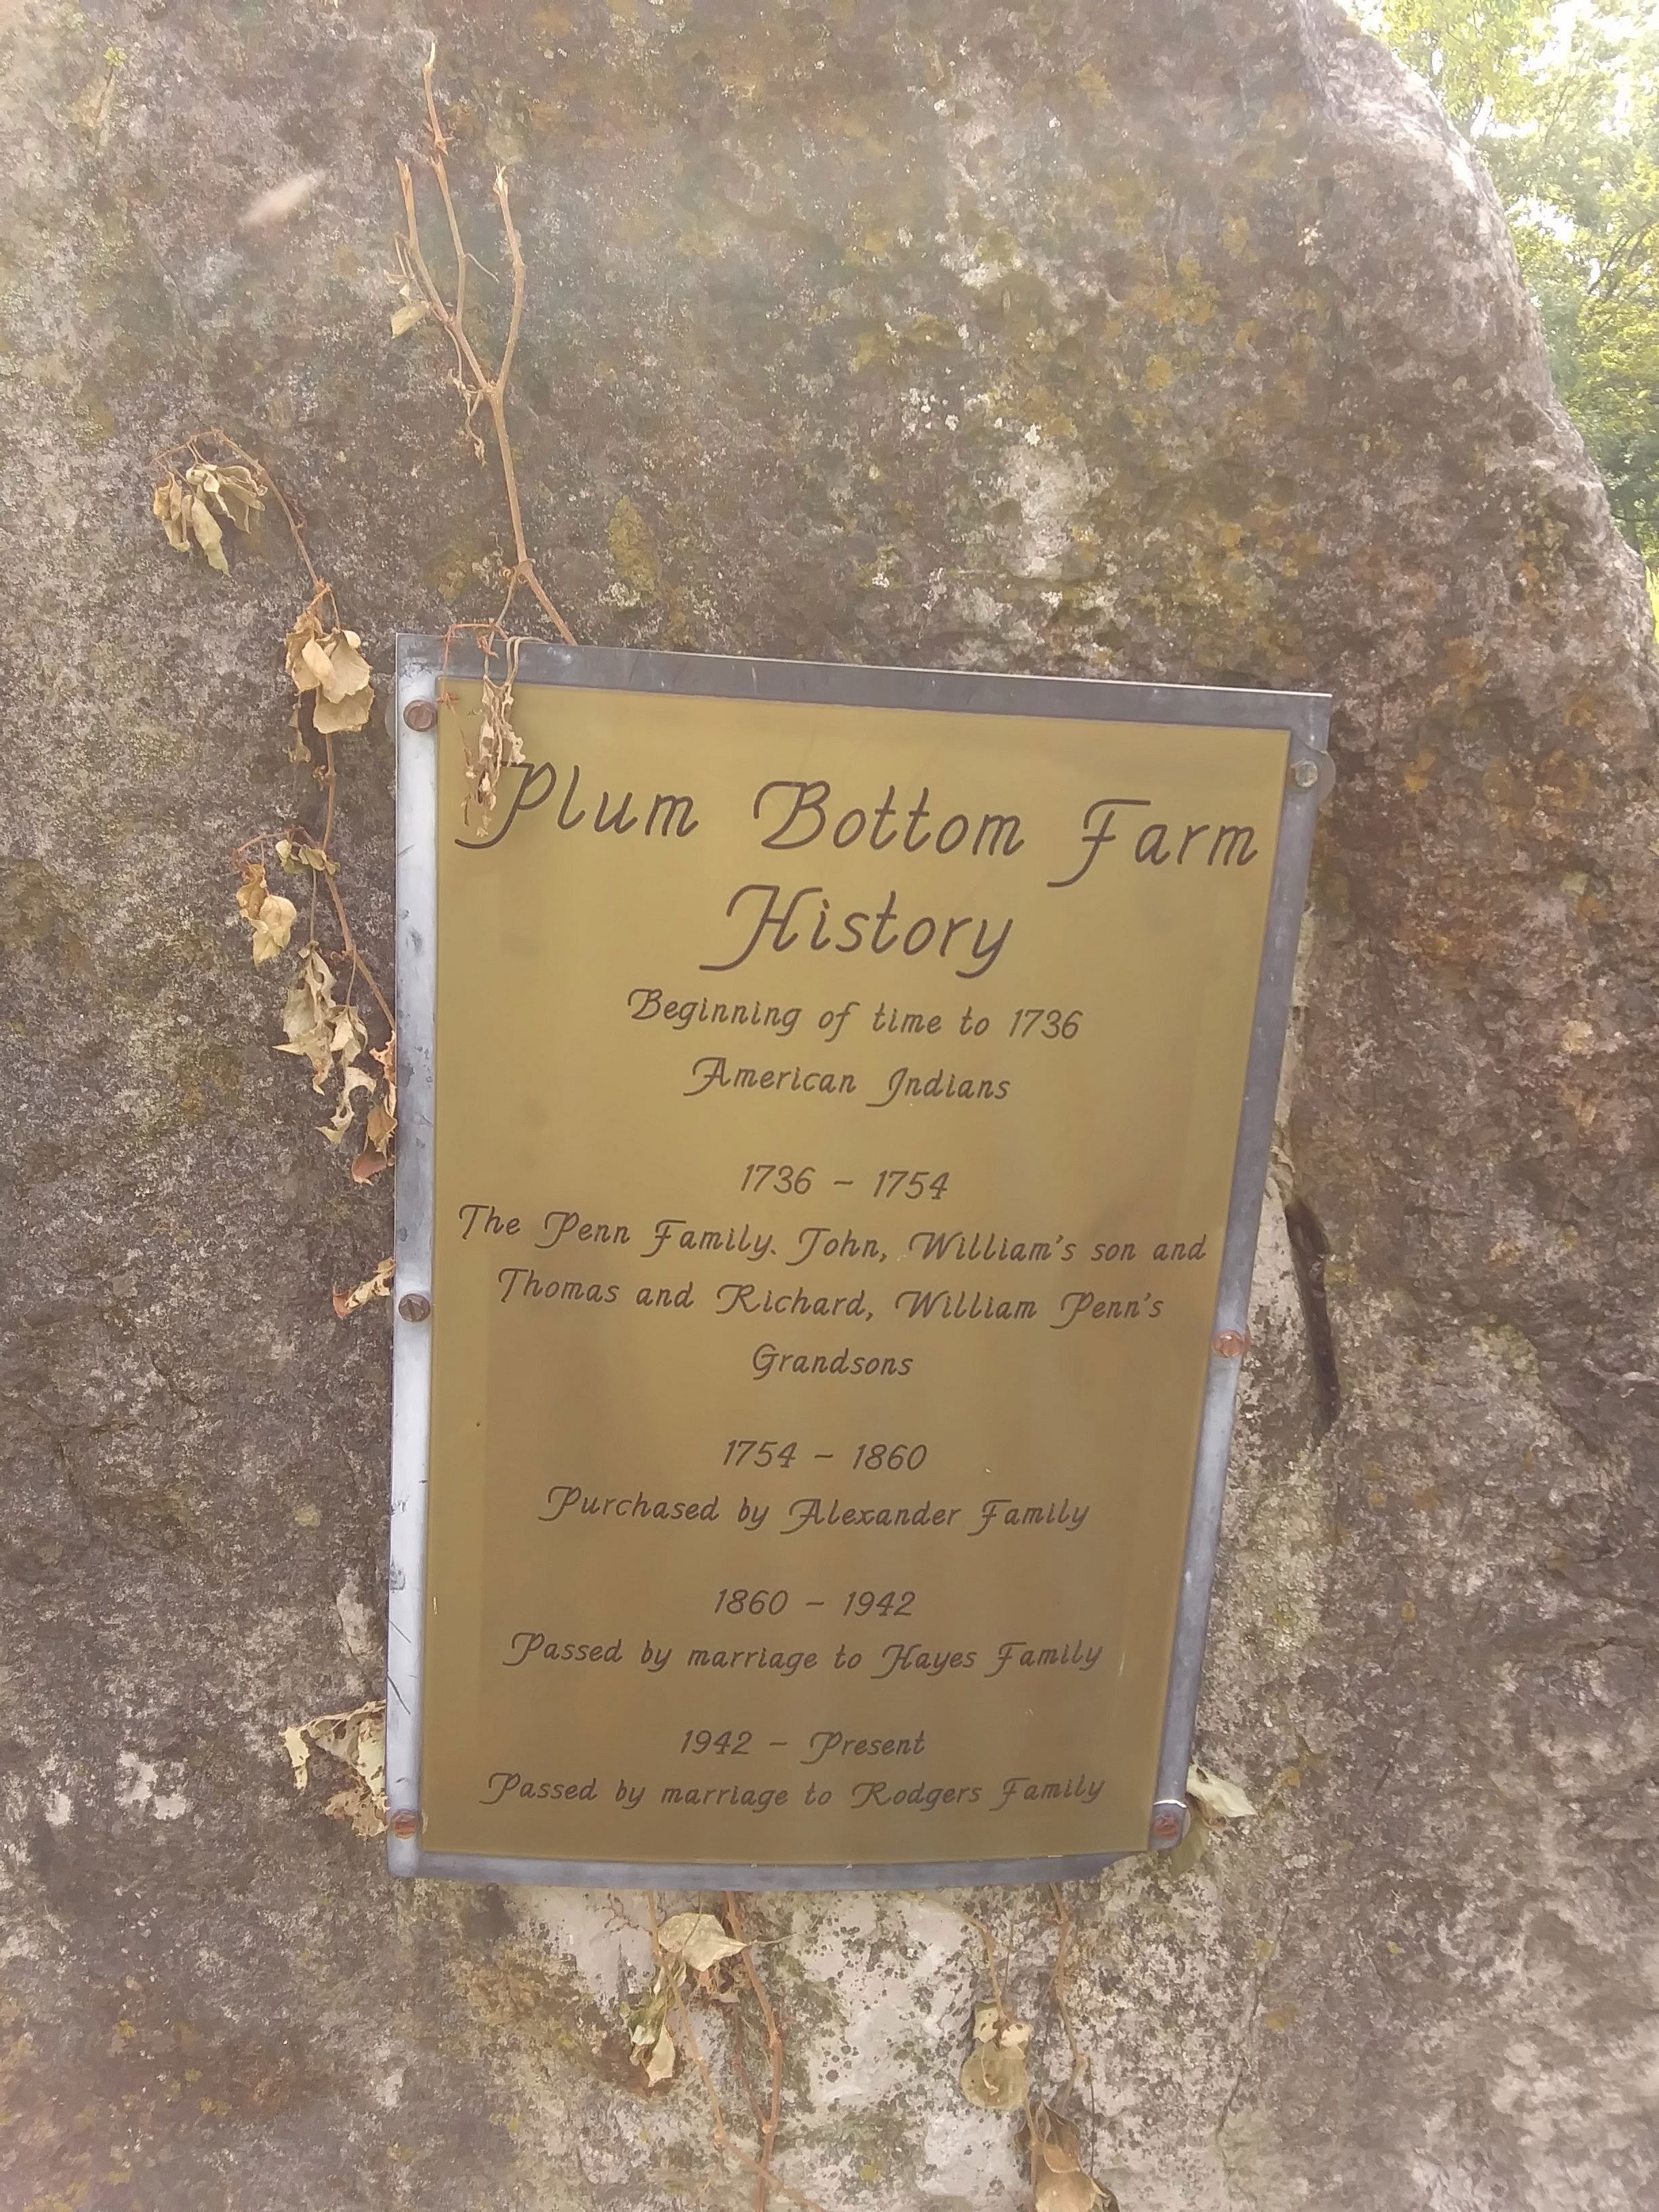 Plum Bottom Farm
History
Beginning of time to 1736
American Indians
1736 - 1754
The Penn Family. John, William's son and
Thomas and Richard, William Penn's
Grandsons
1754 - 1860
Purchased by Alexander Family
1860 - 1942
Passed by marriage to Hayes Family
1942 - Present
Passed by marriage to Rodgers Family